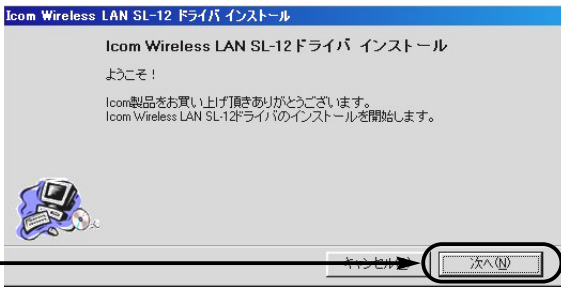 Icom Wireless LAN SL-12 ドライバ インストール
Icom Wireless LAN SL-12ドライバ インストール
ようこそ！
Icom製品をお買い上げ頂きありがとうございます。
Icom Wireless LAN SL-12ドライバのインストールを開始します。
キャンセル 次へ(N)